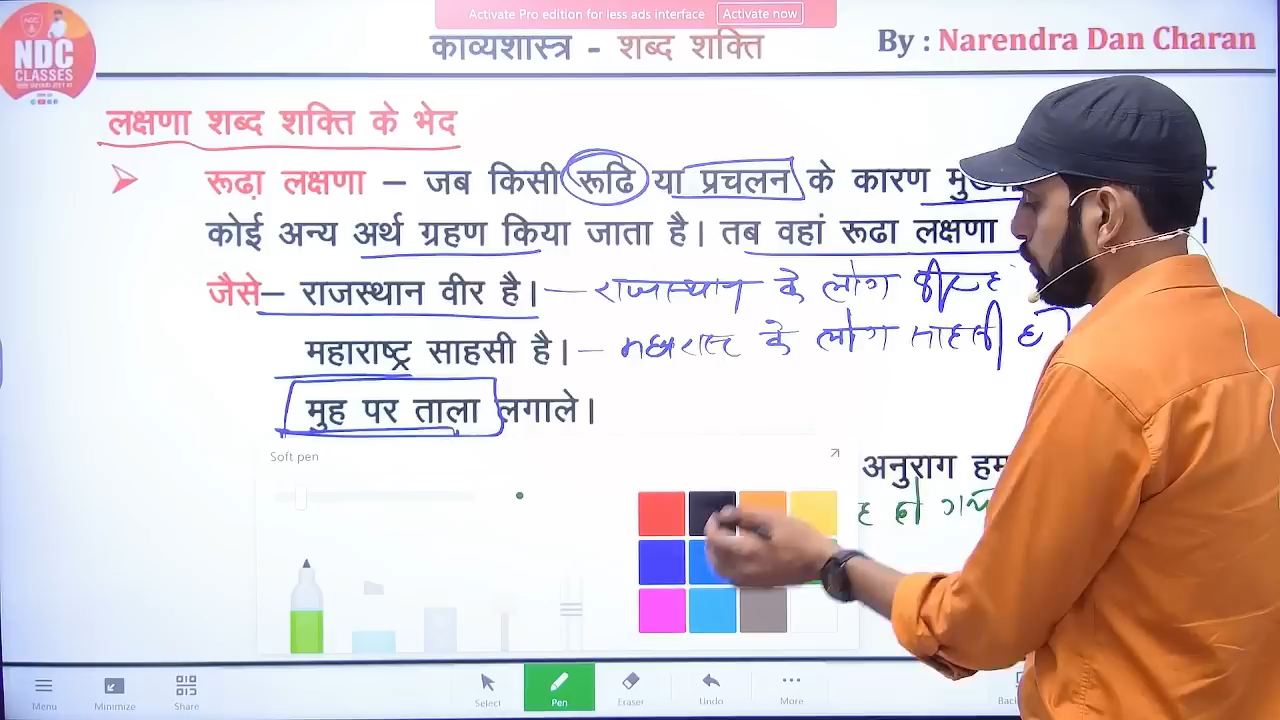 Activate Pro edition for less ads interface Activate now
NDC
CLASSES
काव्यशास्त्र - शब्द शक्ति
By : Narendra Dan Charan
लक्षणा शब्द शक्ति के भेद
रूढा़ लक्षणा – जब किसी रूढि या प्रचलन के कारण
कोई अन्य अर्थ ग्रहण किया जाता है। तब वहां रूढा लक्षणा
जैसे– राजस्थान वीर है। – राजस्थान के लोग वीर है
महाराष्ट्र साहसी है। – महाराष्ट्र के लोग साहसी है
मुह पर ताला लगाले।
Soft pen
अनुराग
Menu
Minimize
Share
Select
Pen
Eraser
Undo
More